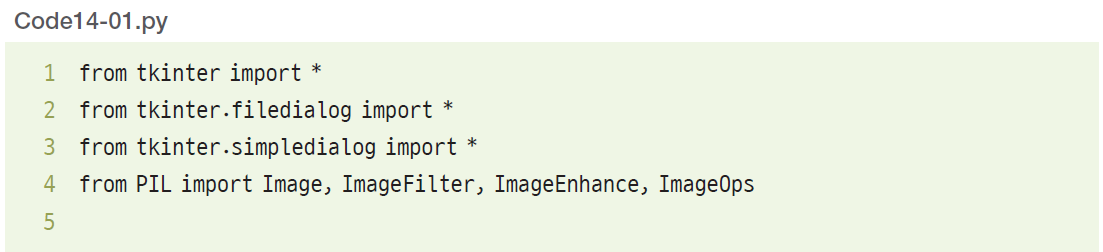 Code14-01.py
1 from tkinter import *
2 from tkinter.filedialog import *
3 from tkinter.simpledialog import *
4 from PIL import Image, ImageFilter, ImageEnhance, ImageOps
5